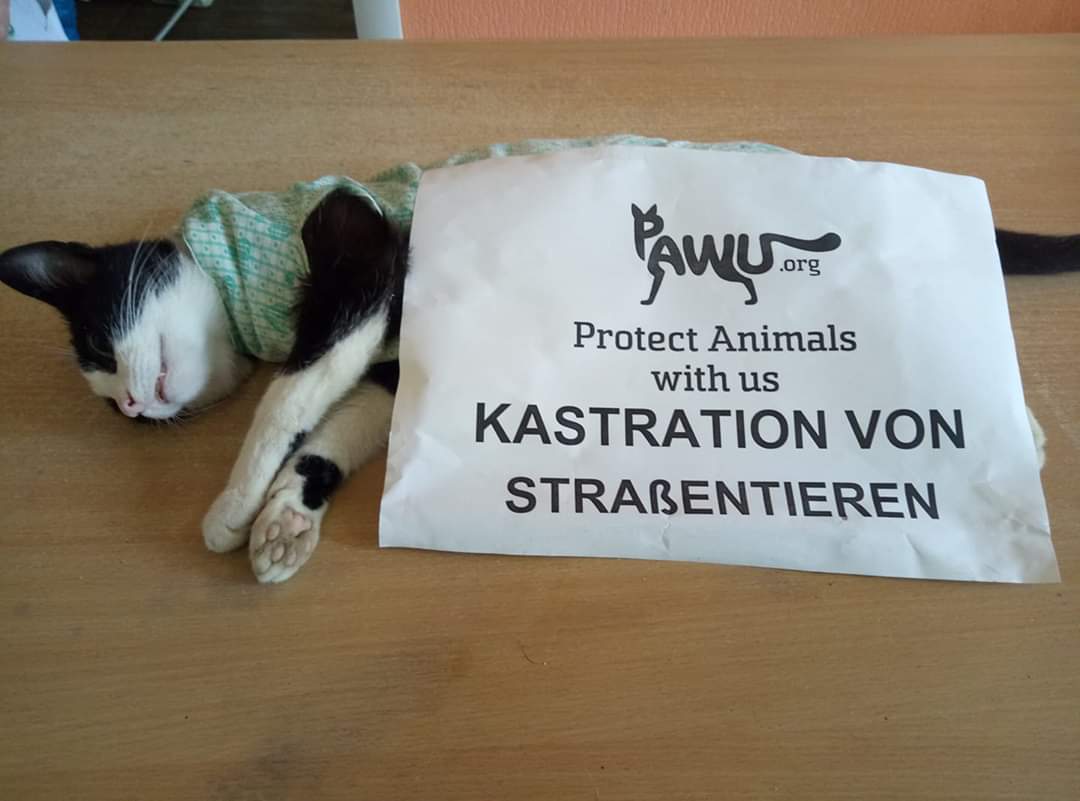 PAWU.org
Protect Animals
with us
KASTRATION VON
STRAßENTIEREN